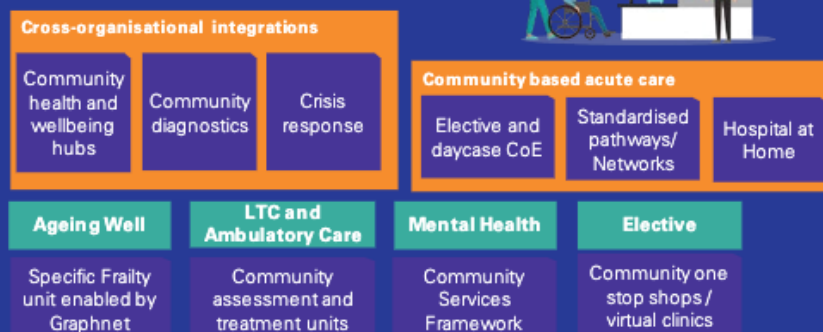 Cross-organisational integrations
Community
health and
wellbeing
hubs
Community
diagnostics
Crisis
response
Community based acute care
Elective and
daycase CoE
Standardised
pathways/
Networks
Hospital at
Home
Ageing Well
LTC and
Ambulatory Care
Mental Health
Elective
Specific Frailty
unit enabled by
Graphnet
Community
assessment and
treatment units
Community
Services
Framework
Community one
stop shops/
virtual clinics